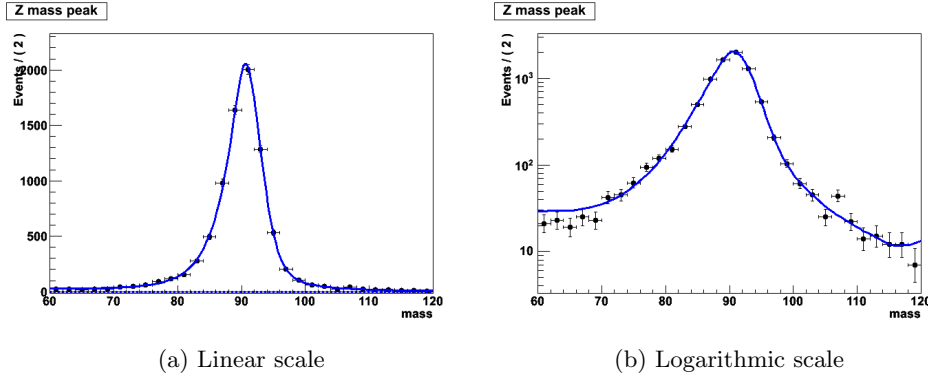 Z mass peak
Events / ( 2 )
2000
1500
1000
500
0
60 70 80 90 100 110 120
mass
(a) Linear scale
Z mass peak
Events / ( 2 )
10³
10²
10
60 70 80 90 100 110 120
mass
(b) Logarithmic scale